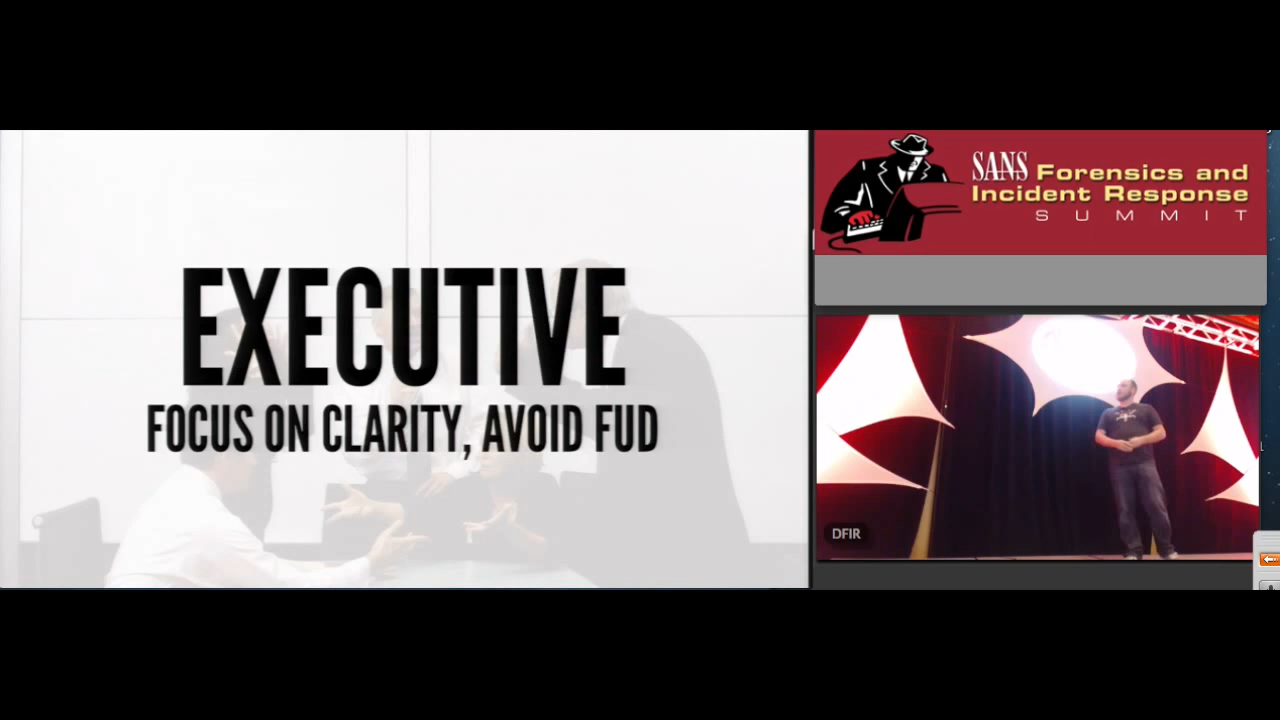 EXECUTIVE
FOCUS ON CLARITY, AVOID FUD
SANS Forensics and
Incident Response
SUMMIT
DFIR